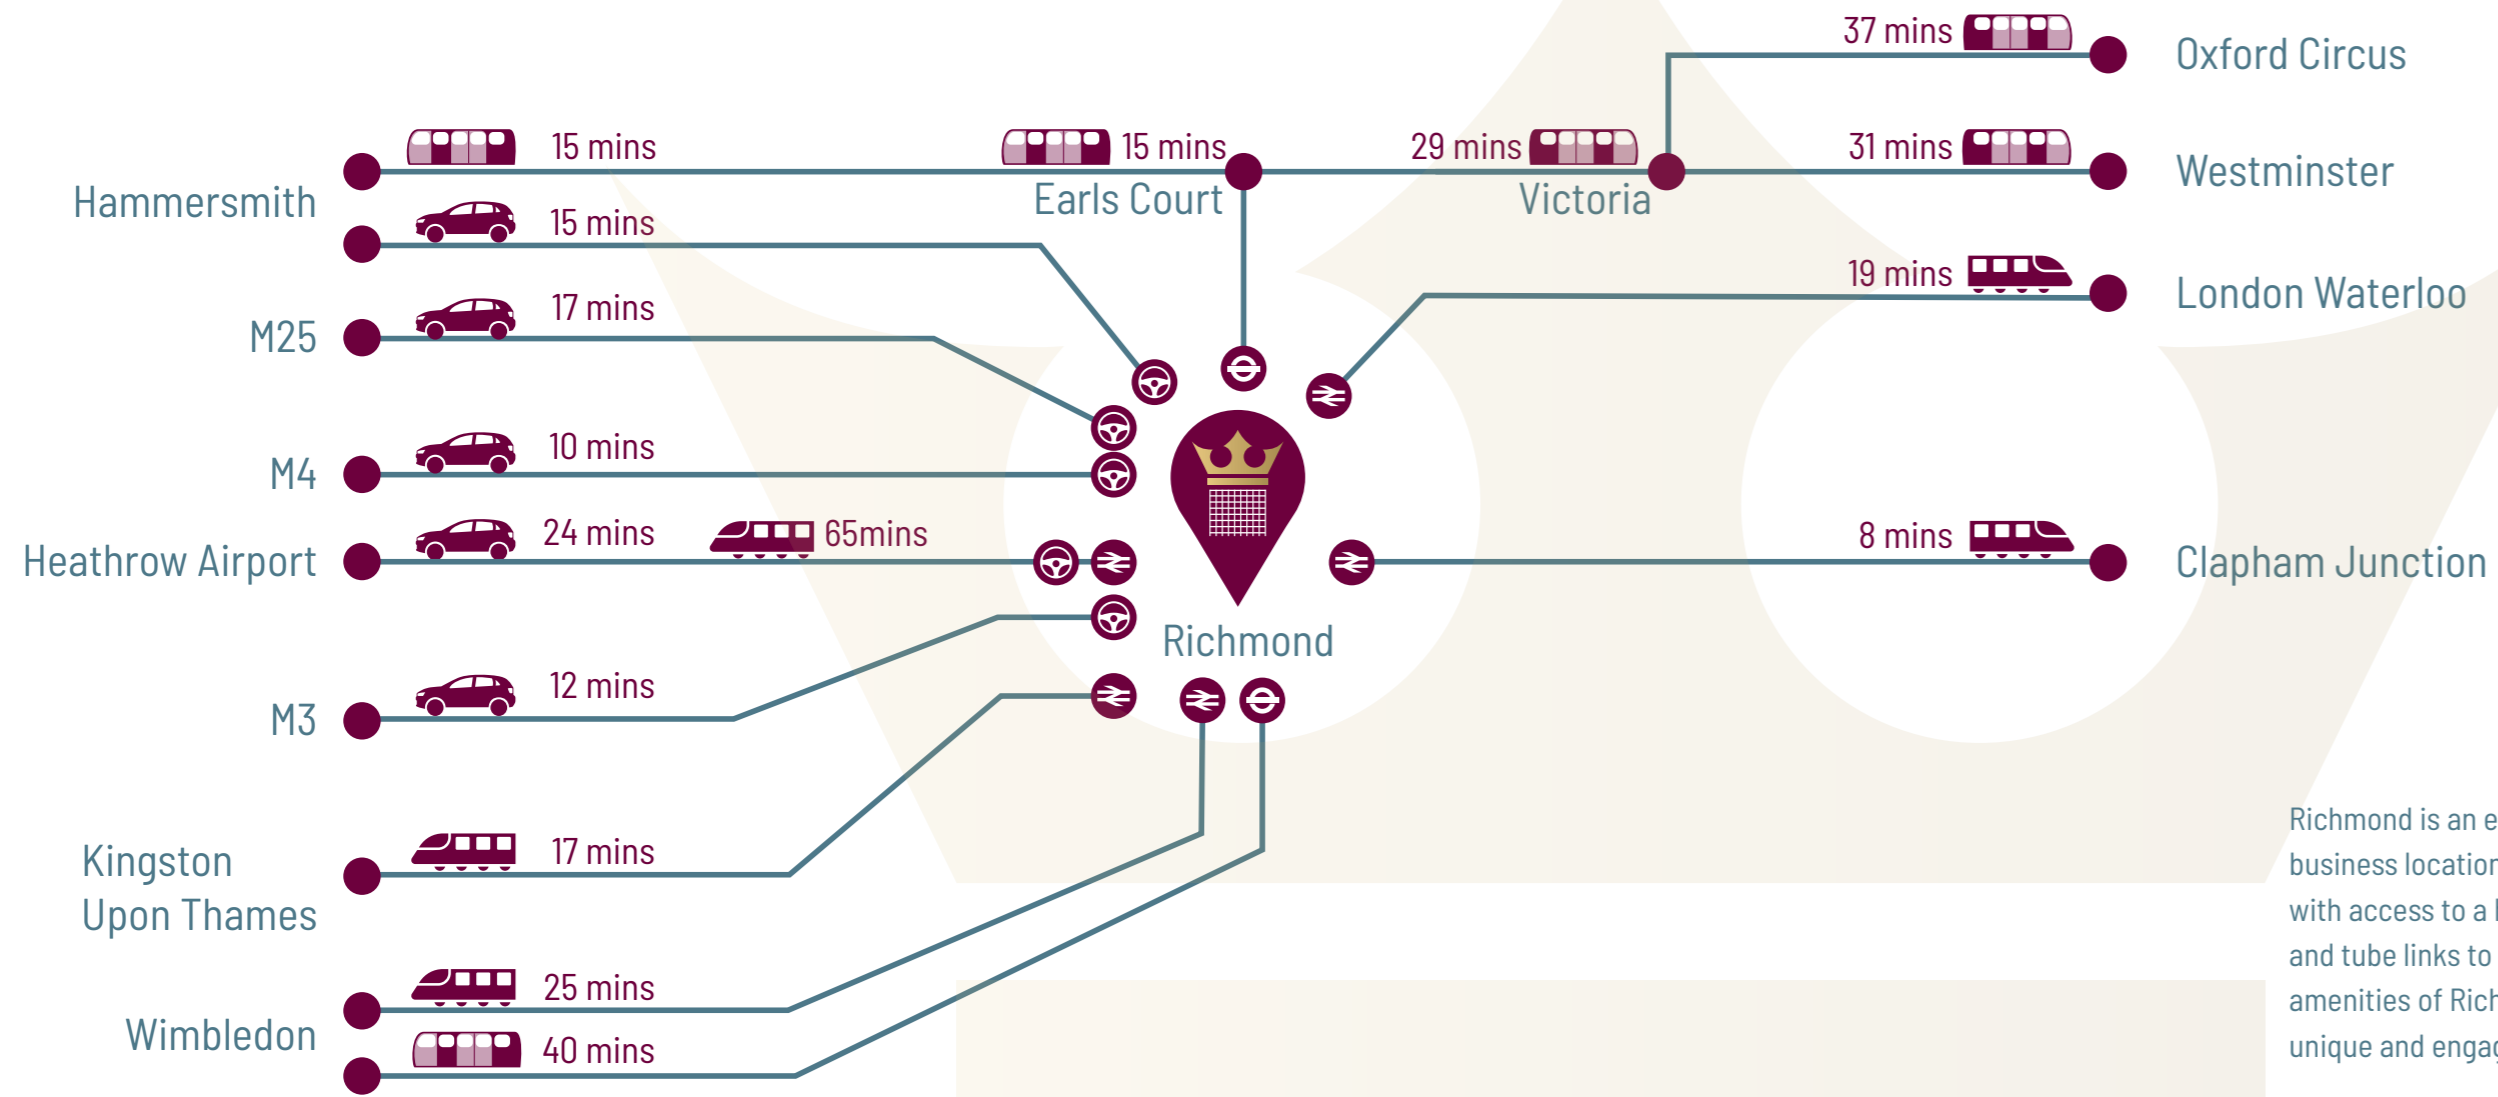 37 mins
Oxford Circus
15 mins
15 mins
29 mins
31 mins
Hammersmith
Earls Court
Victoria
Westminster
15 mins
19 mins
London Waterloo
17 mins
M25
10 mins
M4
24 mins
65mins
8 mins
Heathrow Airport
Clapham Junction
Richmond
12 mins
M3
17 mins
Kingston
Upon Thames
25 mins
Wimbledon
40 mins
Richmond is an
business location
with access to a
and tube links to
amenities of
unique and